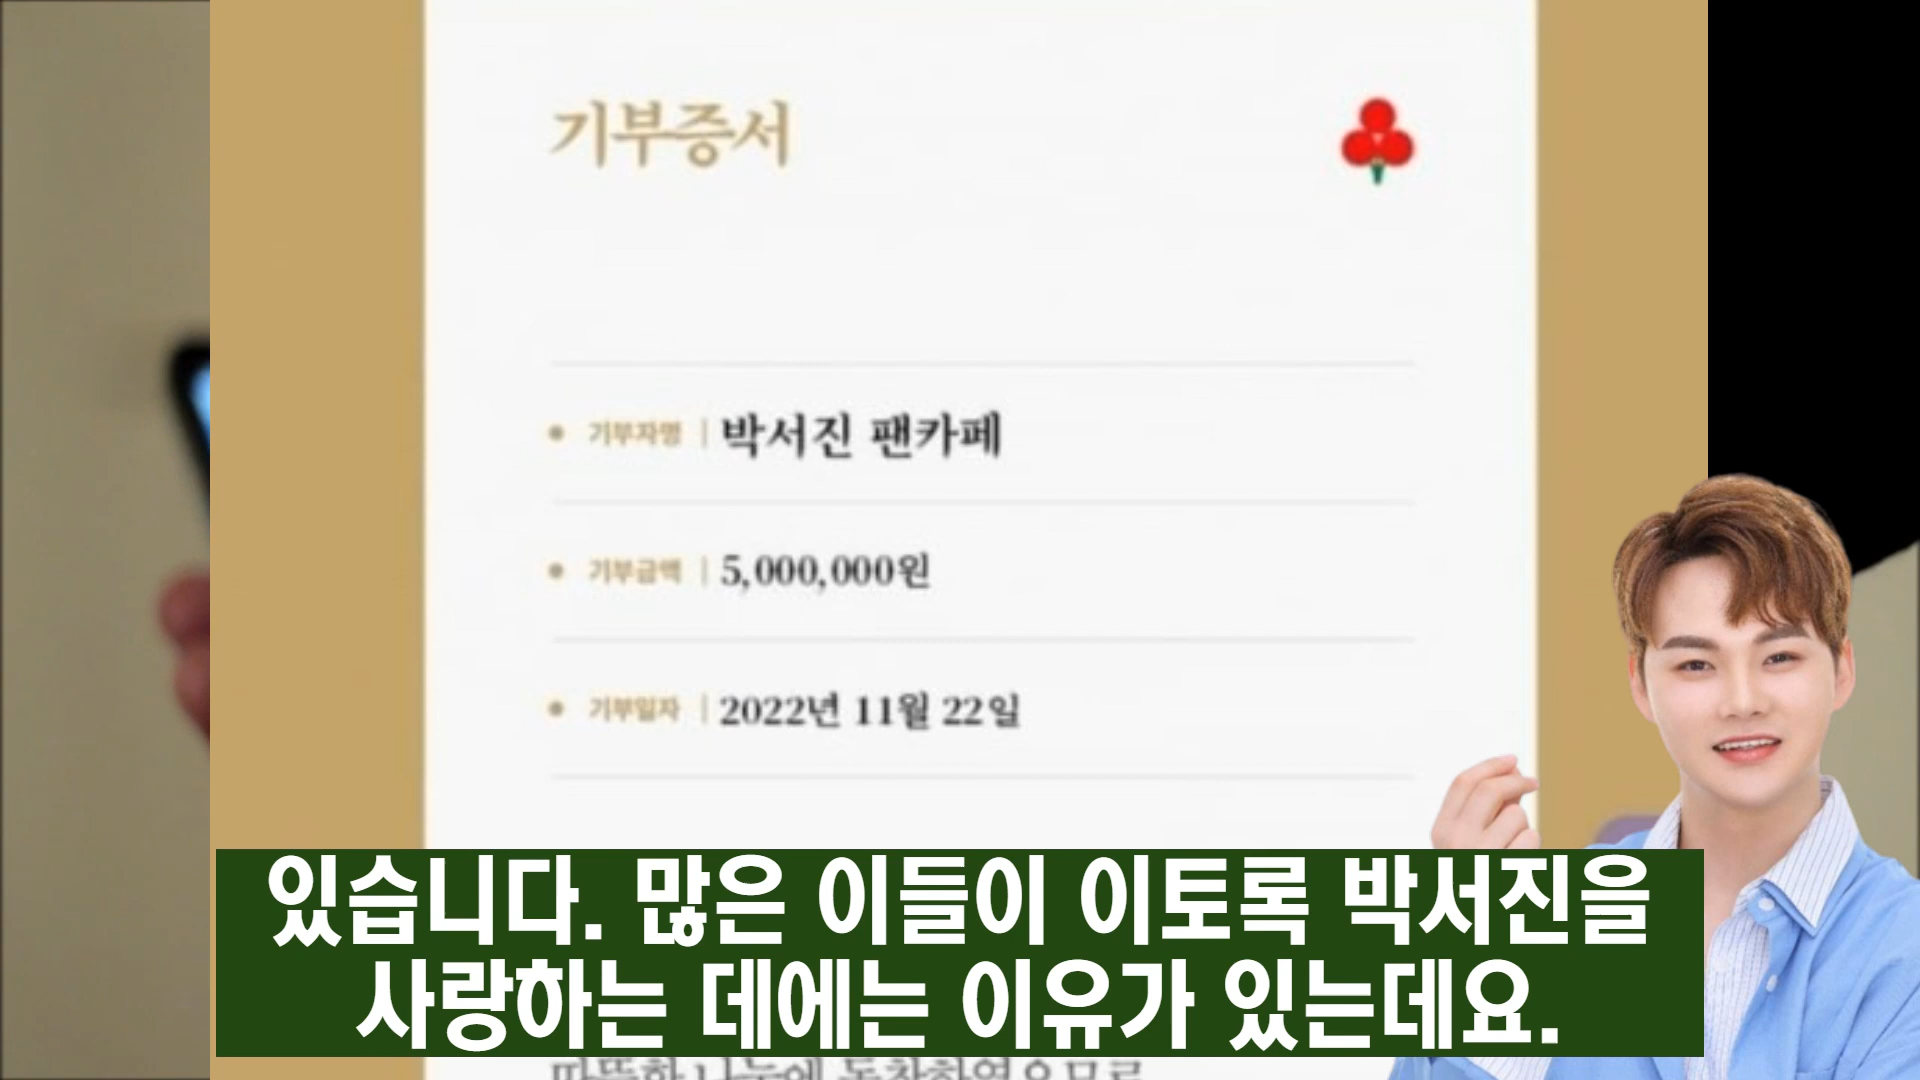 기부증서
기부자명 | 박서진 팬카페
기부금액 | 5,000,000원
기부일자 | 2022년 11월 22일
있습니다. 많은 이들이 이토록 박서진을
사랑하는 데에는 이유가 있는데요.